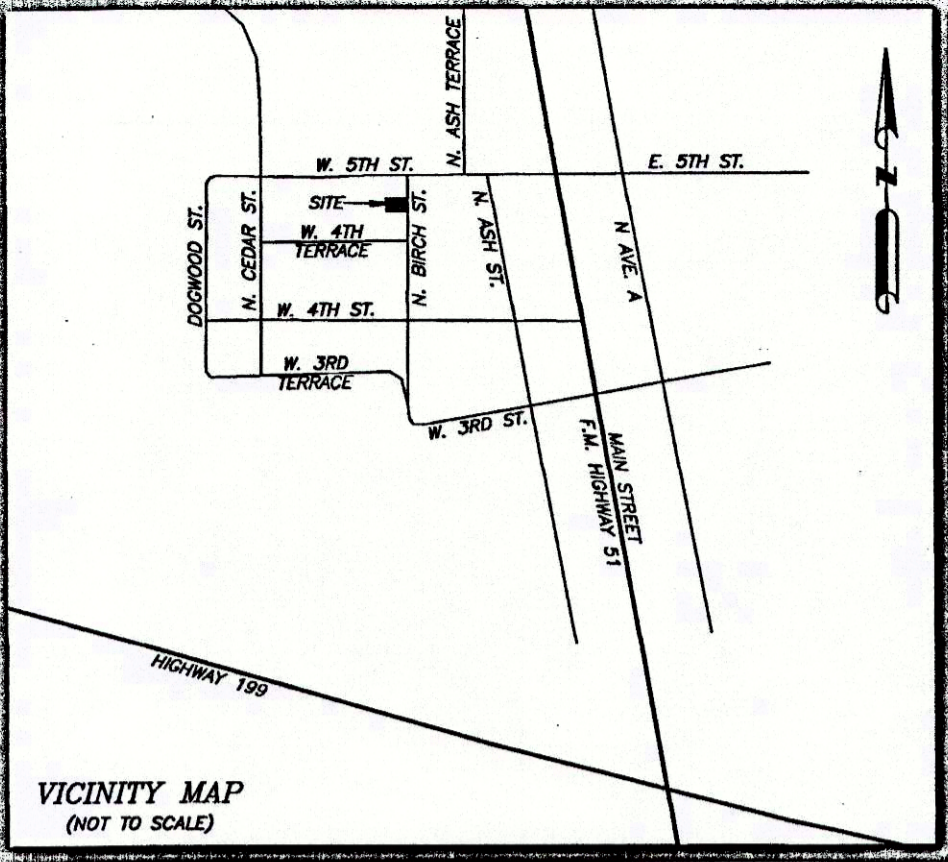 N. ASH TERRACE
W. 5TH ST.
E. 5TH ST.
SITE
DOGWOOD ST.
N. CEDAR ST.
W. 4TH
TERRACE
N. BIRCH ST.
N. ASH ST.
N AVE. A
N
W. 4TH ST.
W. 3RD
TERRACE
W. 3RD ST.
MAIN STREET
F.M. HIGHWAY 51
HIGHWAY 199
VICINITY MAP
(NOT TO SCALE)